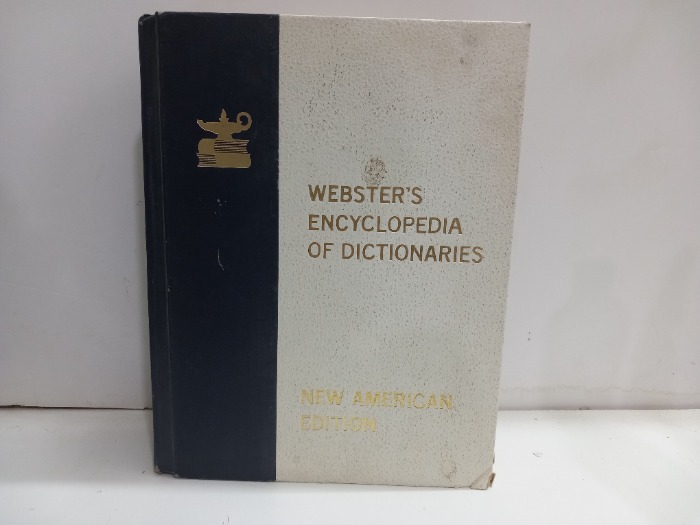 WEBSTER'S
ENCYCLOPEDIA
OF DICTIONARIES
NEW AMERICAN
EDITION